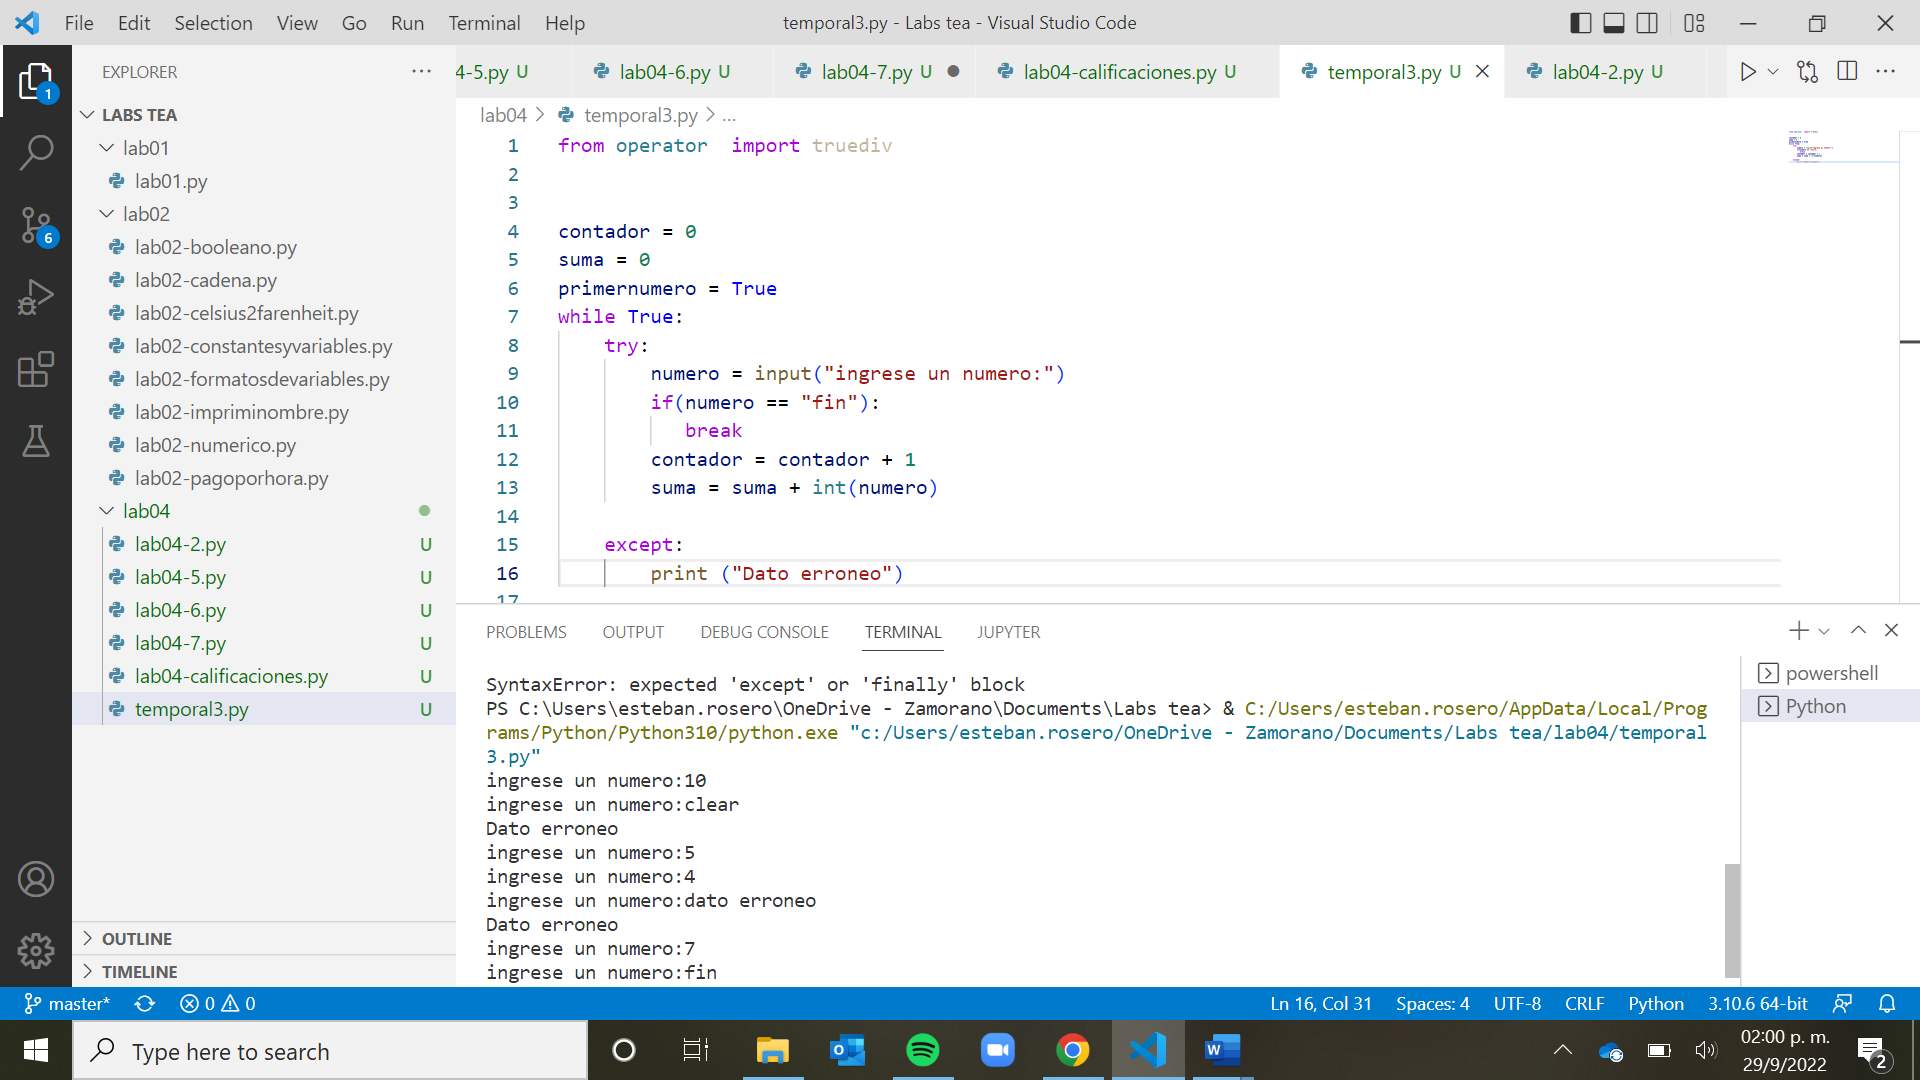 File Edit Selection View Go Run Terminal Help
temporal3.py - Labs tea - Visual Studio Code
EXPLORER
4-5.py U
lab04-6.py U
lab04-7.py U
lab04-calificaciones.py U
temporal3.py U
lab04-2.py U
1
6
LABS TEA
lab01
lab01.py
lab02
lab02-booleano.py
lab02-cadena.py
lab02-celsius2farenheit.py
lab02-constantesyvariables.py
lab02-formatosdevariables.py
lab02-impriminombre.py
lab02-numerico.py
lab02-pagoporhora.py
lab04
lab04-2.py U
lab04-5.py U
lab04-6.py U
lab04-7.py U
lab04-calificaciones.py U
temporal3.py U
OUTLINE
TIMELINE
lab04 > temporal3.py > ...
1 from operator  import truediv
2
3
4 contador = 0
5 suma = 0
6 primernumero = True
7 while True:
8 try:
9 numero = input("ingrese un numero:")
10 if(numero == "fin"):
11 break
12 contador = contador + 1
13 suma = suma + int(numero)
14
15 except:
16 print ("Dato erroneo")
17
PROBLEMS OUTPUT DEBUG CONSOLE TERMINAL JUPYTER
SyntaxError: expected 'except' or 'finally' block
PS C:\Users\esteban.rosero\OneDrive - Zamorano\Documents\Labs tea> & C:/Users/esteban.rosero/AppData/Local/Prog
rams/Python/Python310/python.exe "c:/Users/esteban.rosero/OneDrive - Zamorano/Documents/Labs tea/lab04/temporal
3.py"
ingrese un numero:10
ingrese un numero:clear
Dato erroneo
ingrese un numero:5
ingrese un numero:4
ingrese un numero:dato erroneo
Dato erroneo
ingrese un numero:7
ingrese un numero:fin
powershell
Python
master* 0 0
Ln 16, Col 31 Spaces: 4 UTF-8 CRLF Python 3.10.6 64-bit
Type here to search
02:00 p. m.
29/9/2022
2